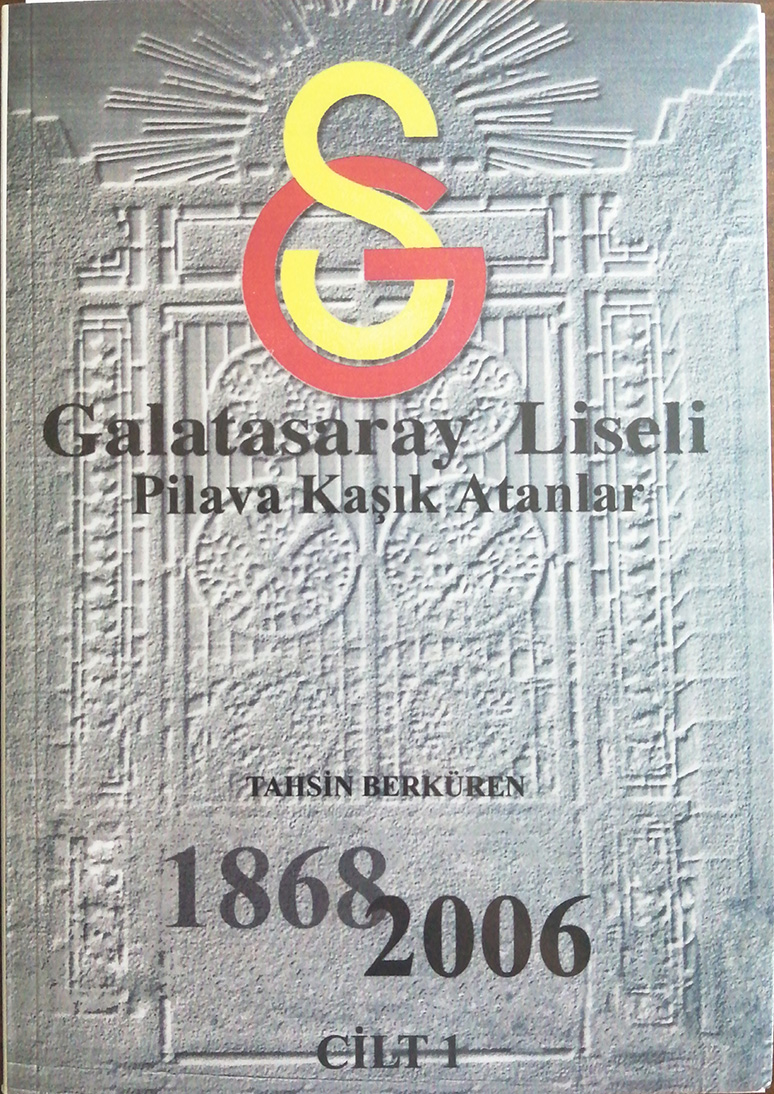 GS
Galatasaray Liseli
Pilava Kaşık Atanlar
TAHSİN BERKÜREN
1868
2006
CİLT 1